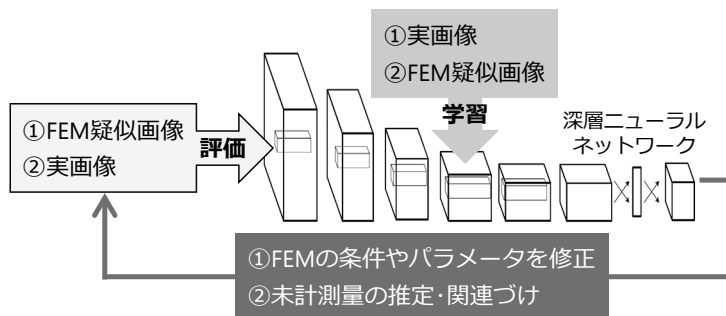 ①実画像
②FEM疑似画像
学習
深層ニューラル
ネットワーク
①FEM疑似画像
②実画像
評価
①FEMの条件やパラメータを修正
②未計測量の推定･関連づけ